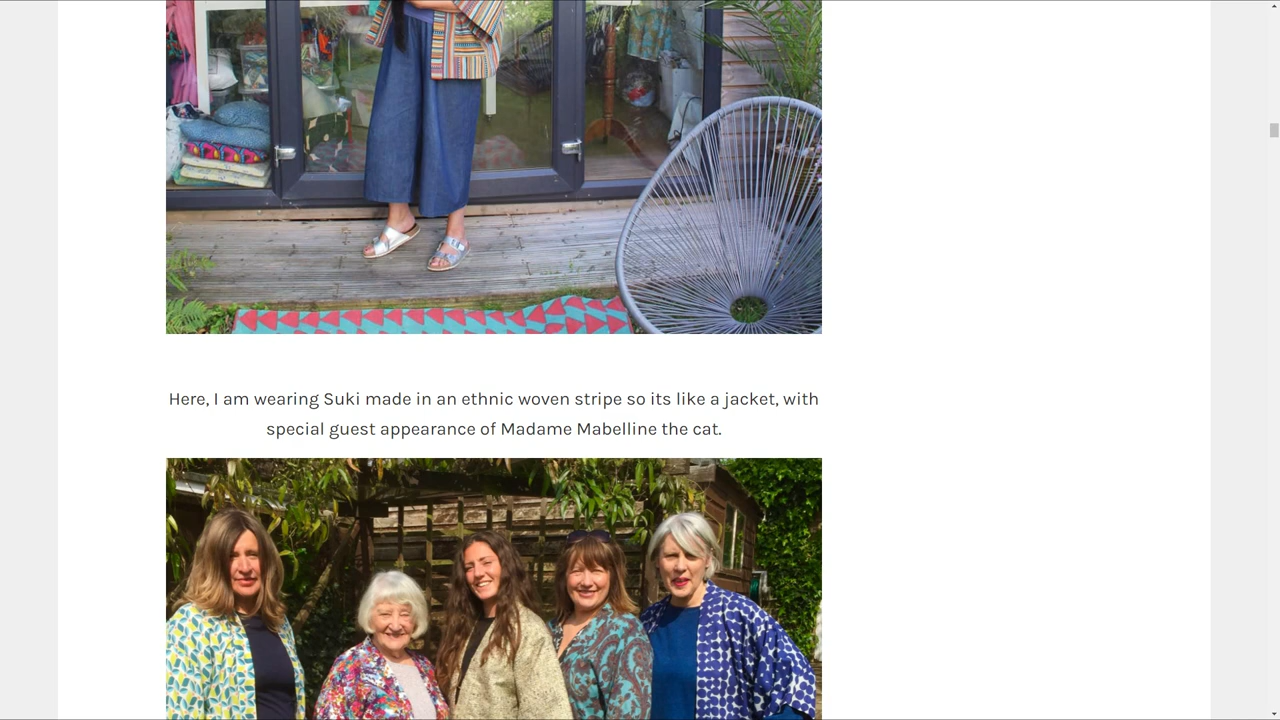 Here, I am wearing Suki made in an ethnic woven stripe so its like a jacket, with
special guest appearance of Madame Mabelline the cat.